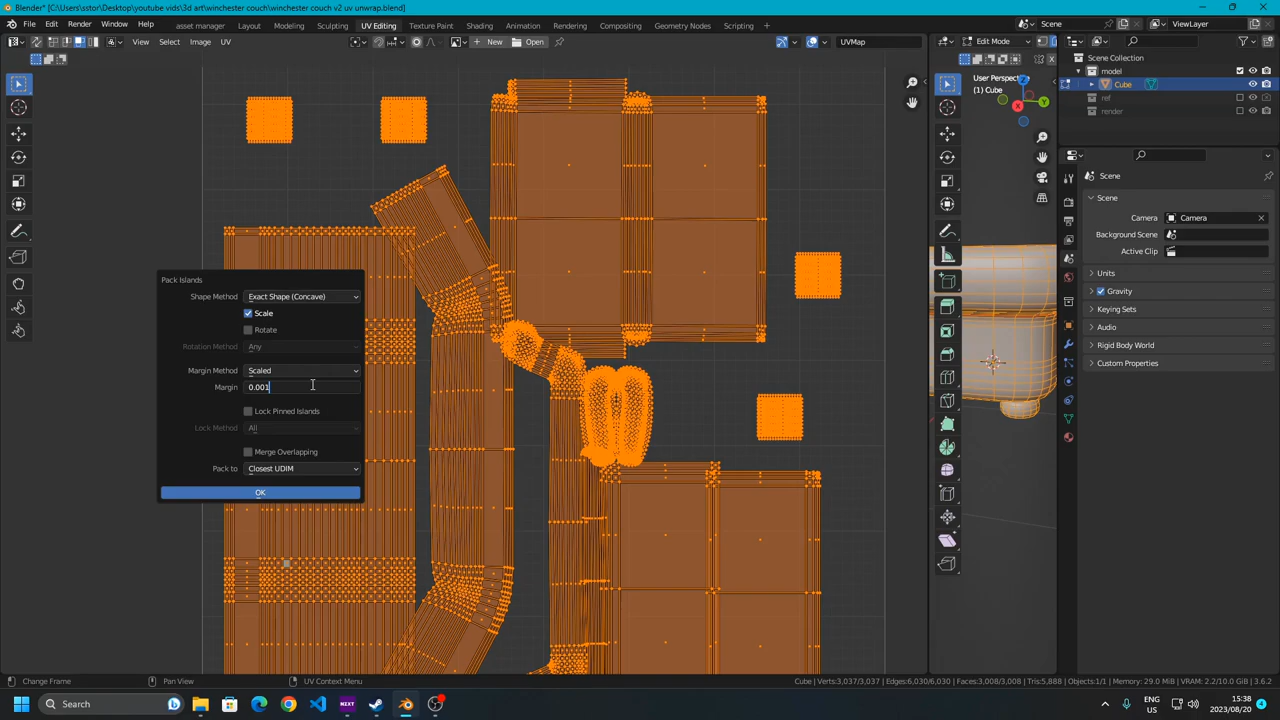 Blender* [C:\Users\sstor\Desktop\youtube vids\3d art\winchester couch\winchester couch v2 uv unwrap.blend]
File Edit Render Window Help asset manager Layout Modeling Sculpting UV Editing Texture Paint Shading Animation Rendering Compositing Geometry Nodes Scripting + Scene ViewLayer
View Select Image UV New Open UVMap Edit Mode
Scene Collection
model
Cube
ref
render
User Perspective
(1) Cube
Pack Islands
Shape Method Exact Shape (Concave)
Scale
Rotate
Rotation Method Any
Margin Method Scaled
Margin 0.001
Lock Pinned Islands
Lock Method All
Merge Overlapping
Pack to Closest UDIM
OK
Scene
Scene
Camera Camera
Background Scene
Active Clip
Units
Gravity
Keying Sets
Audio
Rigid Body World
Custom Properties
Change Frame Pan View UV Context Menu Cube | Verts:3,037/3,037 | Edges:6,030/6,030 | Faces:3,008/3,008 | Tris:5,888 | Objects:1/1 | Memory: 29.0 MiB | VRAM: 2.2/10.0 GiB | 3.6.2
Search NZXT ENG IN 15:38
2023/08/20